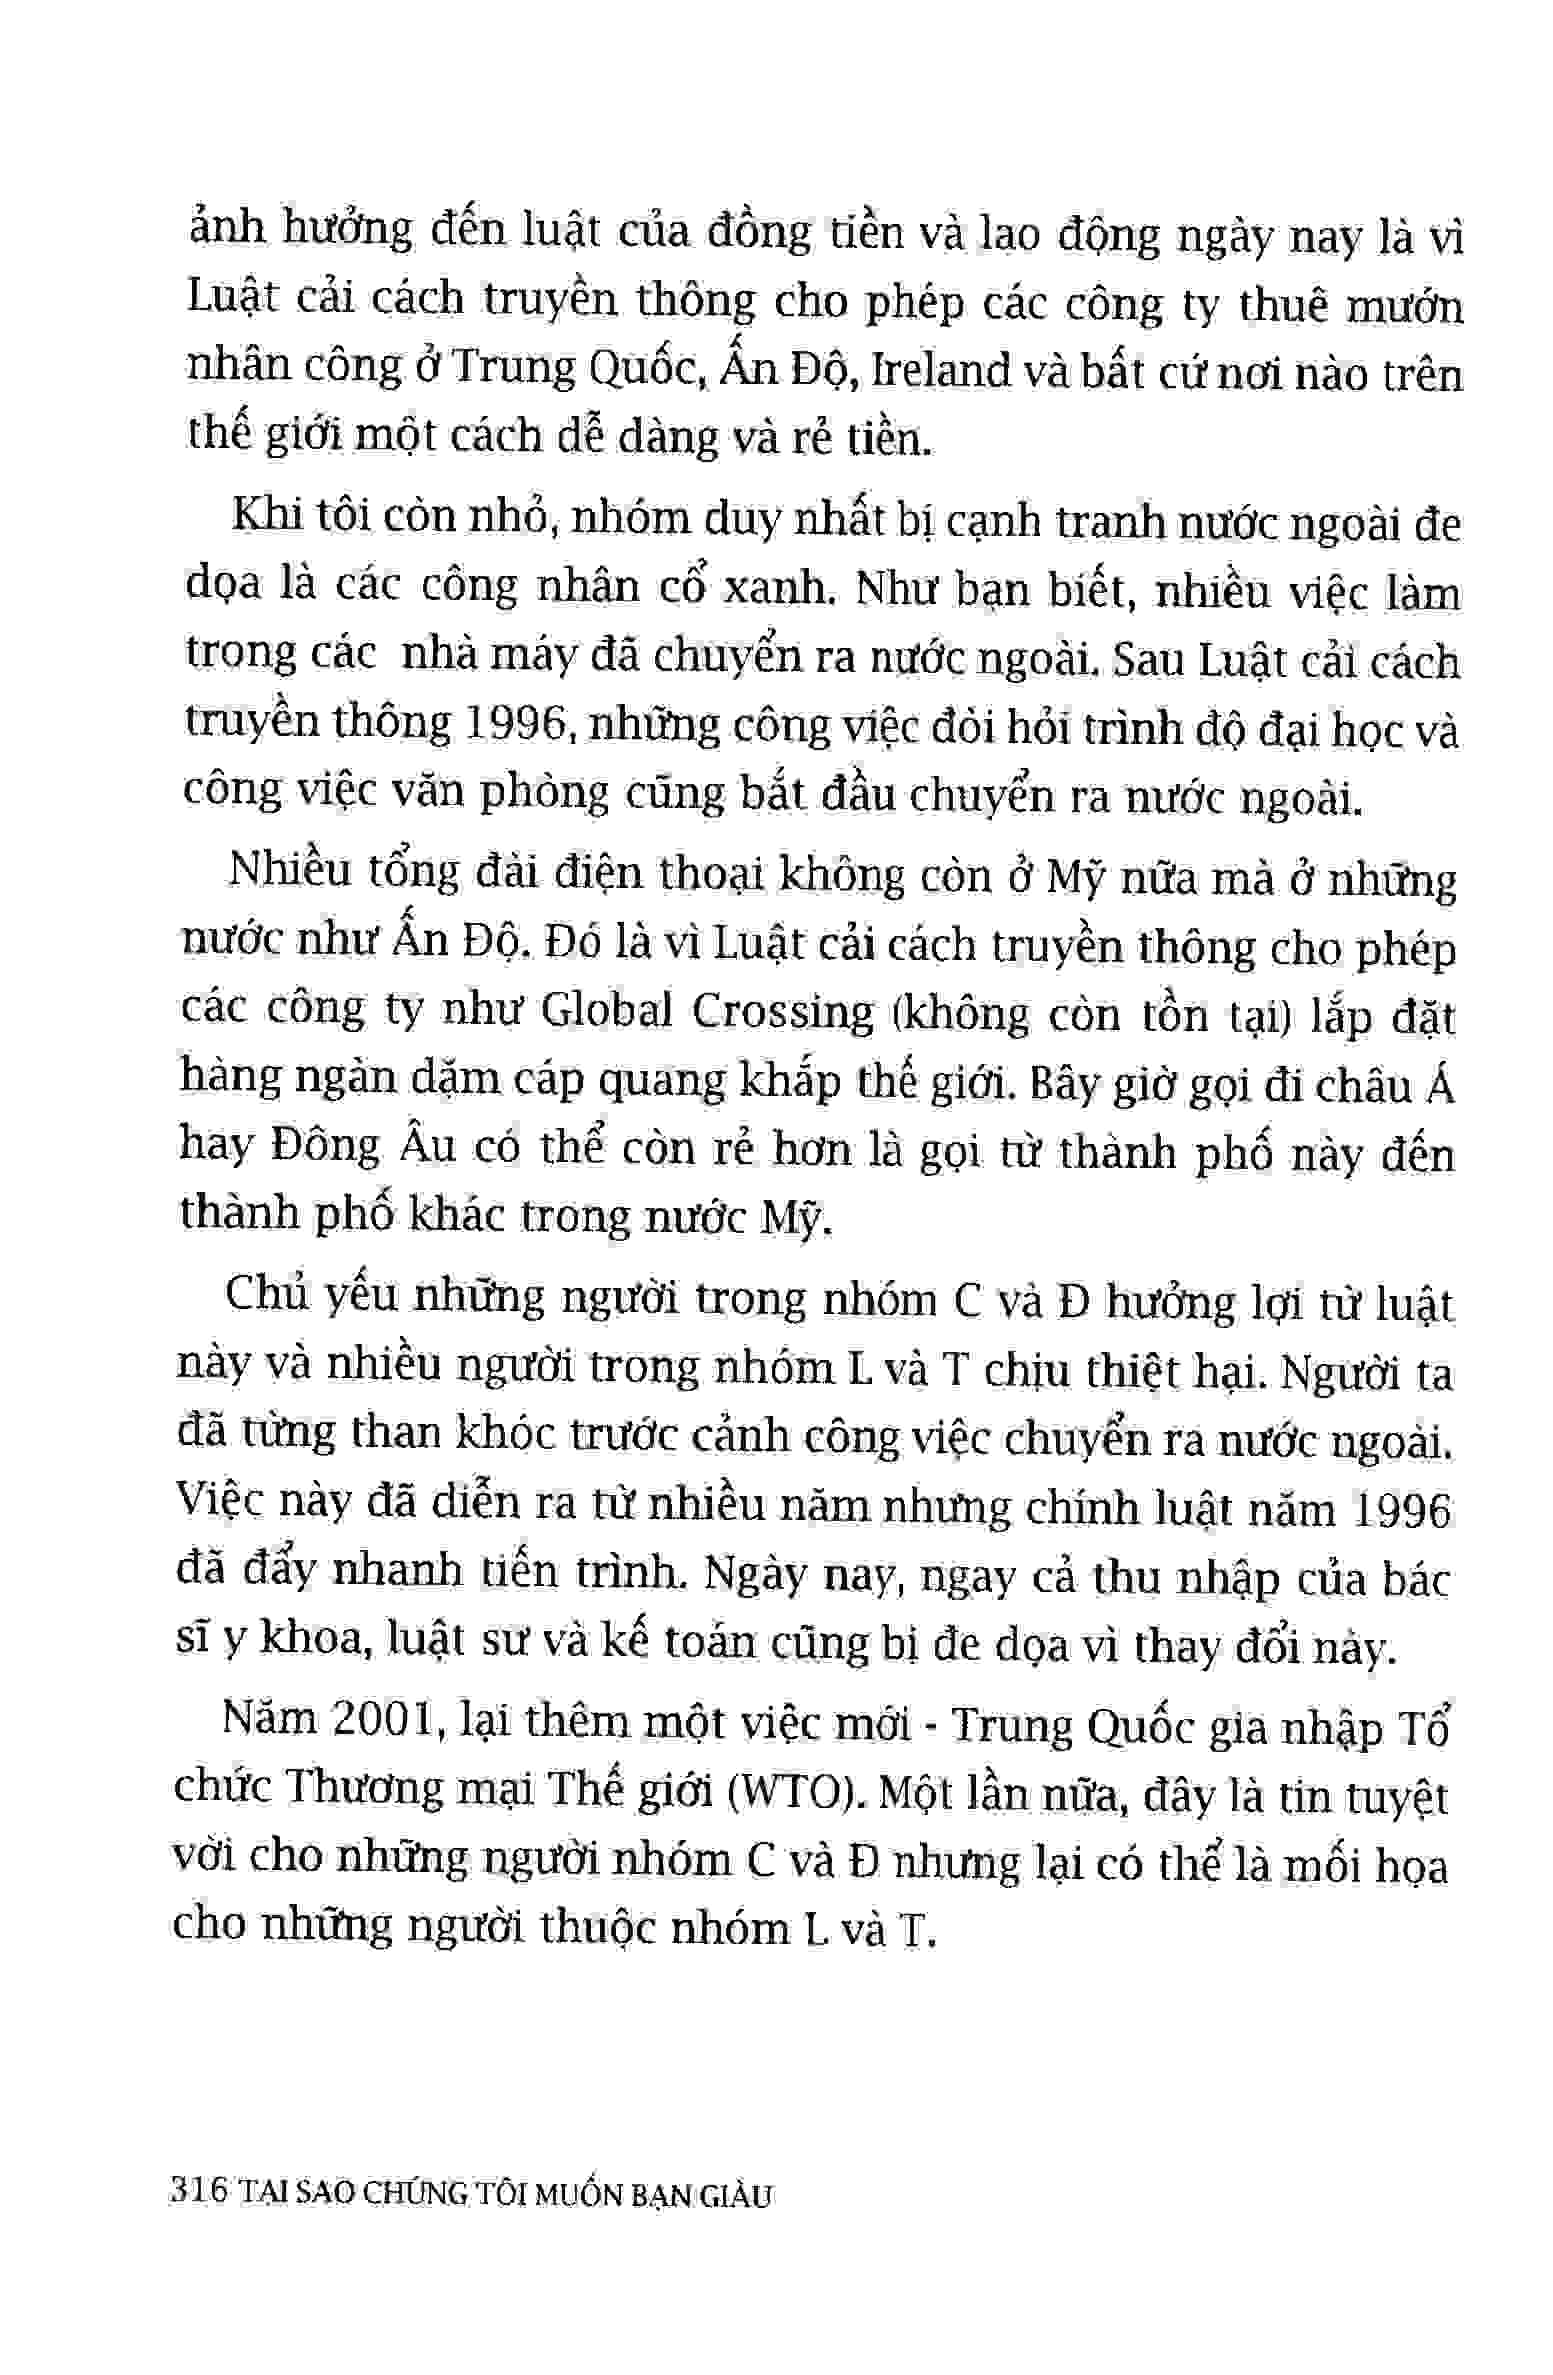 ảnh hưởng đến luật của đồng tiền và lao động ngày nay là vì
Luật cải cách truyền thông cho phép các công ty thuê mướn
nhân công ở Trung Quốc, Ấn Độ, Ireland và bất cứ nơi nào trên
thế giới một cách dễ dàng và rẻ tiền.
Khi tôi còn nhỏ, nhóm duy nhất bị cạnh tranh nước ngoài đe
dọa là các công nhân cổ xanh. Như bạn biết, nhiều việc làm
trong các nhà máy đã chuyển ra nước ngoài. Sau Luật cải cách
truyền thông 1996, những công việc đòi hỏi trình độ đại học và
công việc văn phòng cũng bắt đầu chuyển ra nước ngoài.
Nhiều tổng đài điện thoại không còn ở Mỹ nữa mà ở những
nước như Ấn Độ. Đó là vì Luật cải cách truyền thông cho phép
các công ty như Global Crossing (không còn tồn tại) lắp đặt
hàng ngàn dặm cáp quang khắp thế giới. Bây giờ gọi đi châu Á
hay Đông Âu có thể còn rẻ hơn là gọi từ thành phố này đến
thành phố khác trong nước Mỹ.
Chủ yếu những người trong nhóm C và Đ hưởng lợi từ luật
này và nhiều người trong nhóm L và T chịu thiệt hại. Người ta
đã từng than khóc trước cảnh công việc chuyển ra nước ngoài.
Việc này đã diễn ra từ nhiều năm nhưng chính luật năm 1996
đã đẩy nhanh tiến trình. Ngày nay, ngay cả thu nhập của bác
sĩ y khoa, luật sư và kế toán cũng bị đe dọa vì thay đổi này.
Năm 2001, lại thêm một việc mới - Trung Quốc gia nhập Tổ
chức Thương mại Thế giới (WTO). Một lần nữa, đây là tin tuyệt
vời cho những người nhóm C và Đ nhưng lại có thể là mối họa
cho những người thuộc nhóm L và T.
316 TẠI SAO CHÚNG TÔI MUỐN BẠN GIÀU